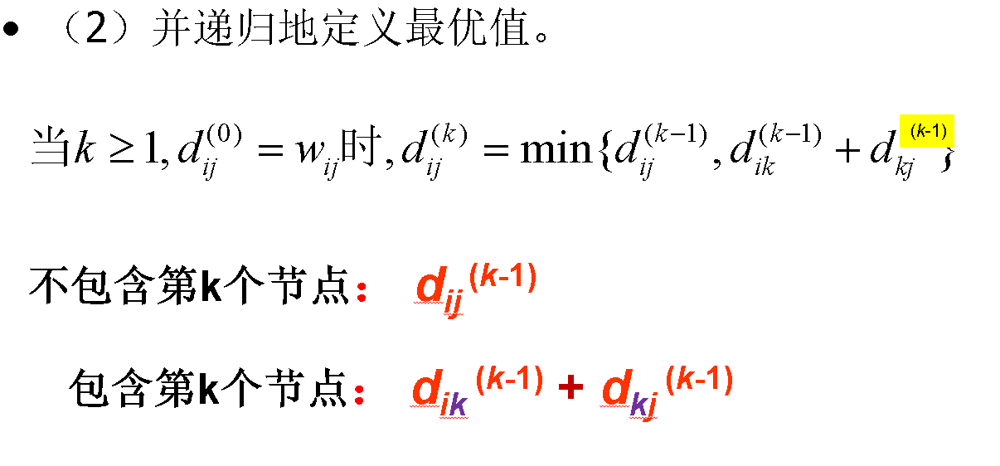 • （2）并递归地定义最优值。
当k ≥ 1, d_{ij}^{(0)} = w_{ij}时, d_{ij}^{(k)} = min{d_{ij}^{(k−1)}, d_{ik}^{(k−1)} + d_{kj}^{(k-1)}}
不包含第k个节点： d_{ij}^{(k-1)}
包含第k个节点： d_{ik}^{(k-1)} + d_{kj}^{(k-1)}